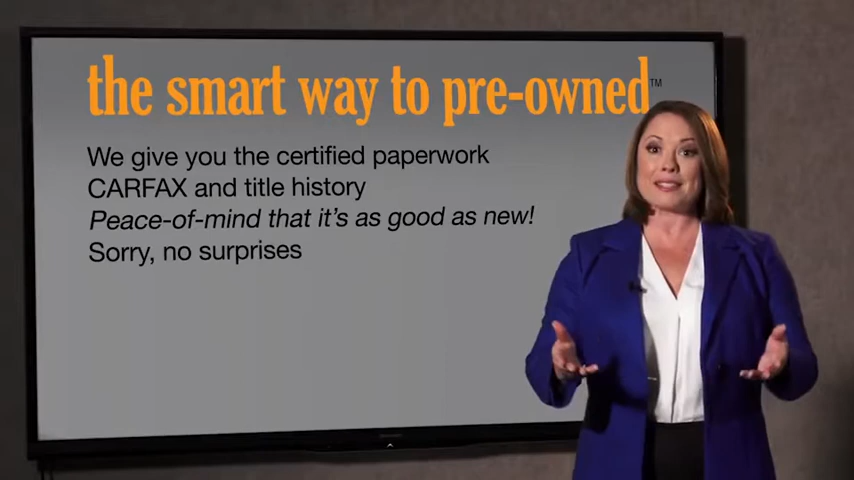 the smart way to pre-owned™
We give you the certified paperwork
CARFAX and title history
Peace-of-mind that it's as good as new!
Sorry, no surprises